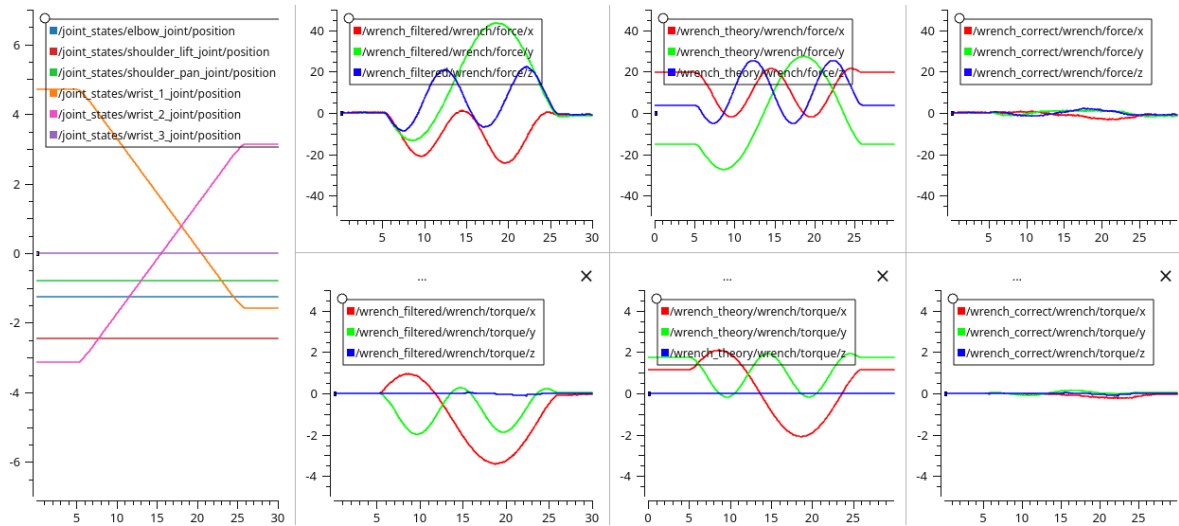 6
4
2
0
-2
-4
-6
/joint_states/elbow_joint/position
/joint_states/shoulder_lift_joint/position
/joint_states/shoulder_pan_joint/position
/joint_states/wrist_1_joint/position
/joint_states/wrist_2_joint/position
/joint_states/wrist_3_joint/position
5 10 15 20 25 30
40
20
0
-20
-40
/wrench_filtered/wrench/force/x
/wrench_filtered/wrench/force/y
/wrench_filtered/wrench/force/z
5 10 15 20 25 30
40
20
0
-20
-40
/wrench_theory/wrench/force/x
/wrench_theory/wrench/force/y
/wrench_theory/wrench/force/z
0 5 10 15 20 25
40
20
0
-20
-40
/wrench_correct/wrench/force/x
/wrench_correct/wrench/force/y
/wrench_correct/wrench/force/z
5 10 15 20 25
... ×
4
2
0
-2
-4
/wrench_filtered/wrench/torque/x
/wrench_filtered/wrench/torque/y
/wrench_filtered/wrench/torque/z
5 10 15 20 25 30
... ×
4
2
0
-2
-4
/wrench_theory/wrench/torque/x
/wrench_theory/wrench/torque/y
/wrench_theory/wrench/torque/z
0 5 10 15 20 25
... ×
4
2
0
-2
-4
/wrench_correct/wrench/torque/x
/wrench_correct/wrench/torque/y
/wrench_correct/wrench/torque/z
5 10 15 20 25